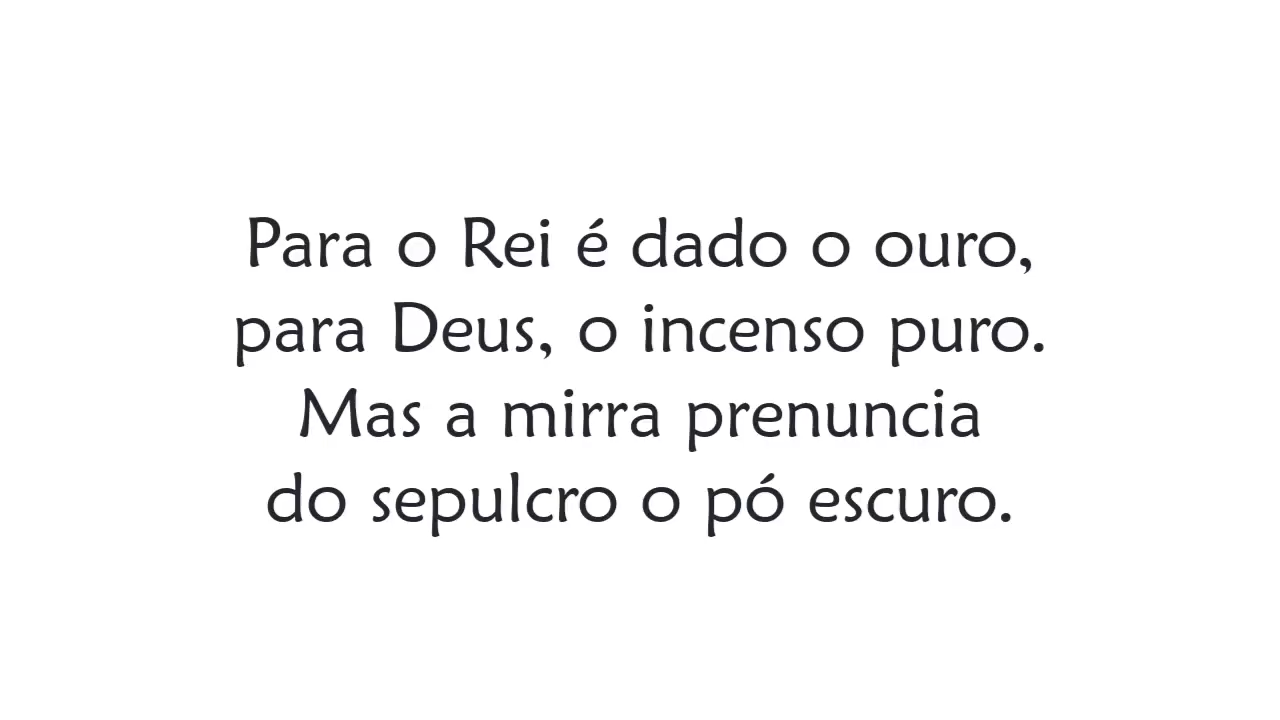 Para o Rei é dado o ouro,
para Deus, o incenso puro.
Mas a mirra prenuncia
do sepulcro o pó escuro.